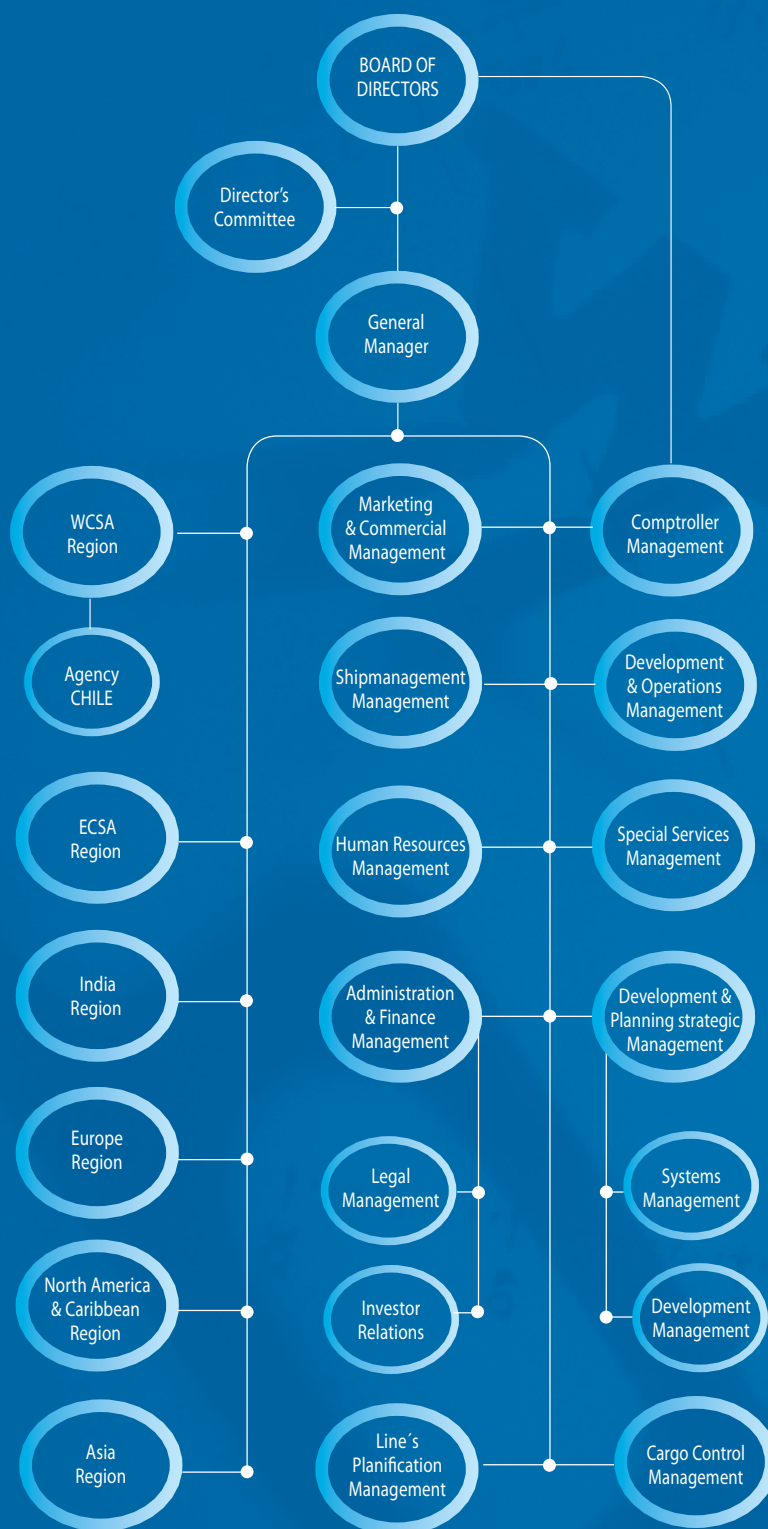 BOARD OF
DIRECTORS
Director's
Committee
General
Manager
WCSA
Region
Marketing
& Commercial
Management
Comptroller
Management
Agency
CHILE
Shipmanagement
Management
Development
& Operations
Management
ECSA
Region
Human Resources
Management
Special Services
Management
India
Region
Administration
& Finance
Management
Development &
Planning strategic
Management
Europe
Region
Legal
Management
Systems
Management
North America
& Caribbean
Region
Investor
Relations
Development
Management
Asia
Region
Line´s
Planification
Management
Cargo Control
Management